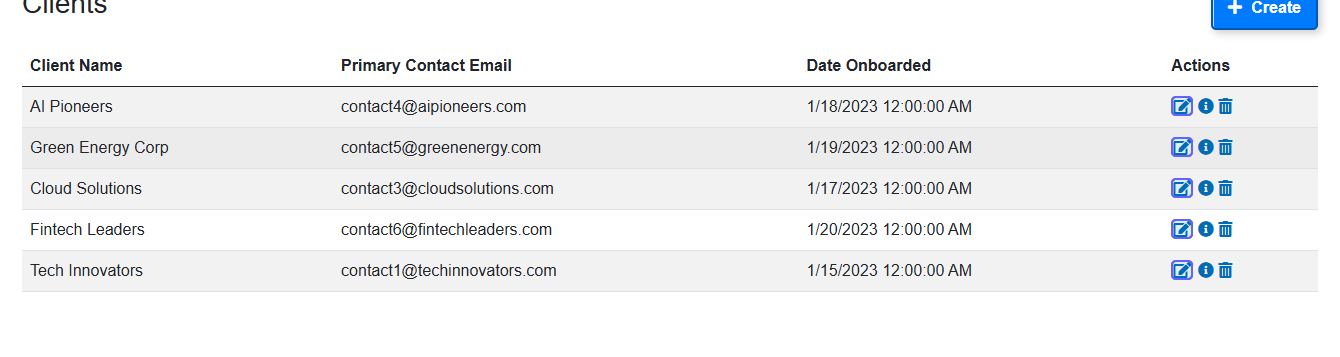 Clients
+ Create
Client Name Primary Contact Email Date Onboarded Actions
AI Pioneers contact4@aipioneers.com 1/18/2023 12:00:00 AM
Green Energy Corp contact5@greenenergy.com 1/19/2023 12:00:00 AM
Cloud Solutions contact3@cloudsolutions.com 1/17/2023 12:00:00 AM
Fintech Leaders contact6@fintechleaders.com 1/20/2023 12:00:00 AM
Tech Innovators contact1@techinnovators.com 1/15/2023 12:00:00 AM